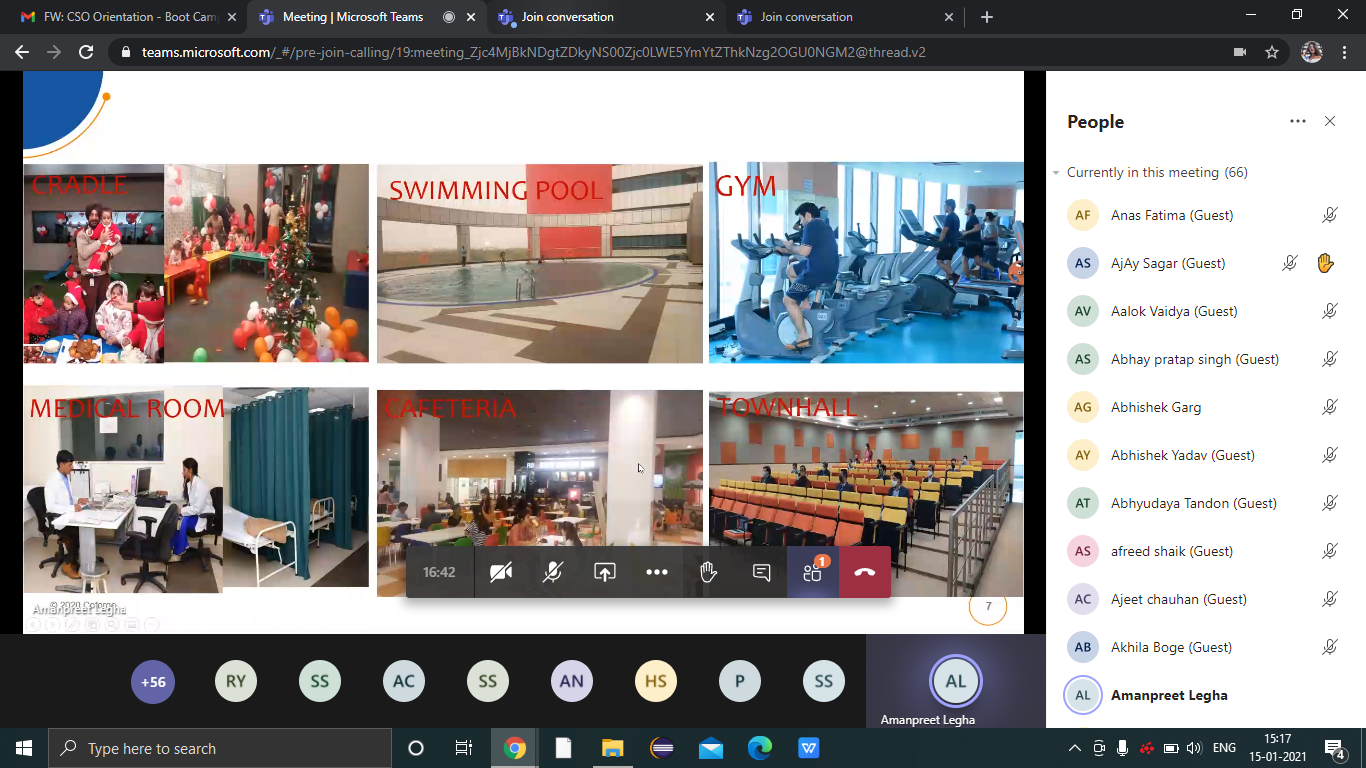 FW: CSO Orientation - Boot Cam
Meeting | Microsoft Teams
Join conversation
Join conversation
teams.microsoft.com/_#/pre-join-calling/19:meeting_Zjc4MjBkNDgtZDkyNS00Zjc0LWE5YmYtZThkNzg2OGU0NGM2@thread.v2
CRADLE
SWIMMING POOL
GYM
MEDICAL ROOM
CAFETERIA
TOWNHALL
16:42
1
© 2020 Coforge
Amanpreet Legha
7
+56
RY
SS
AC
SS
AN
HS
P
SS
AL
Amanpreet Legha
People
Currently in this meeting (66)
AF Anas Fatima (Guest)
AS AjAy Sagar (Guest)
AV Aalok Vaidya (Guest)
AS Abhay pratap singh (Guest)
AG Abhishek Garg
AY Abhishek Yadav (Guest)
AT Abhyudaya Tandon (Guest)
AS afreed shaik (Guest)
AC Ajeet chauhan (Guest)
AB Akhila Boge (Guest)
AL Amanpreet Legha
Type here to search
ENG
15:17
15-01-2021
4